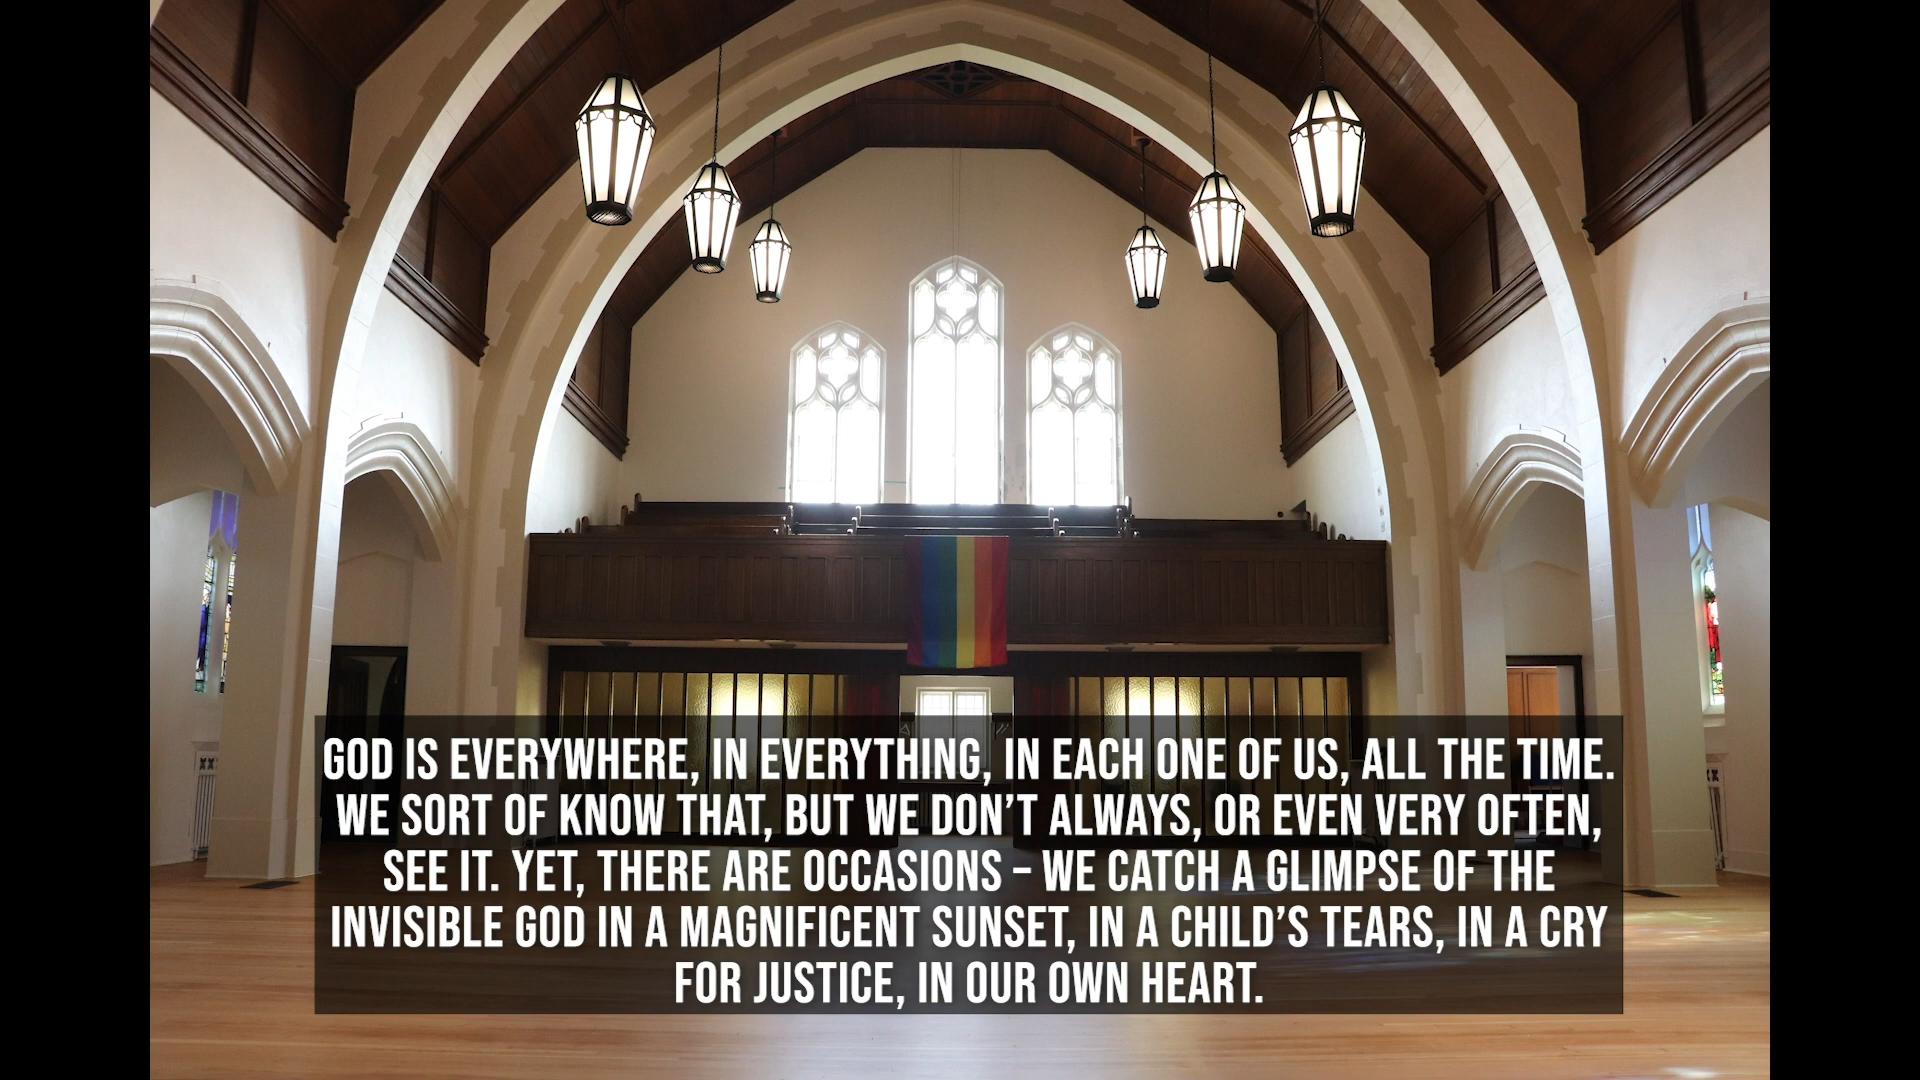 GOD IS EVERYWHERE, IN EVERYTHING, IN EACH ONE OF US, ALL THE TIME.
WE SORT OF KNOW THAT, BUT WE DON’T ALWAYS, OR EVEN VERY OFTEN,
SEE IT. YET, THERE ARE OCCASIONS – WE CATCH A GLIMPSE OF THE
INVISIBLE GOD IN A MAGNIFICENT SUNSET, IN A CHILD’S TEARS, IN A CRY
FOR JUSTICE, IN OUR OWN HEART.